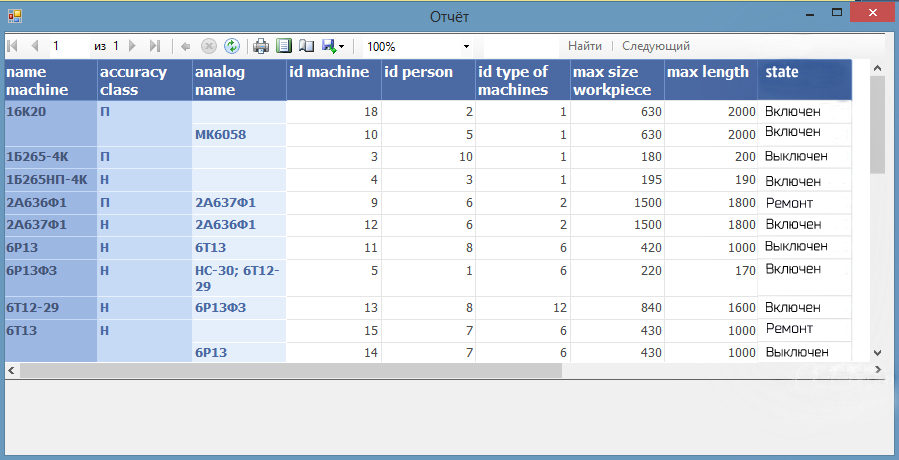 Отчёт
1 из 1 100% Найти | Следующий
name machine accuracy class analog name id machine id person id type of machines max size workpiece max length state
16К20 П 18 2 1 630 2000 Включен
МК6058 10 5 1 630 2000 Включен
1Б265-4К П 3 10 1 180 200 Выключен
1Б265НП-4К Н 4 3 1 195 190 Включен
2А636Ф1 П 2А637Ф1 9 6 2 1500 1800 Ремонт
2А637Ф1 Н 2А636Ф1 12 6 2 1500 1800 Включен
6Р13 Н 6Т13 11 8 6 420 1000 Выключен
6Р13Ф3 Н НС-30; 6Т12-29 5 1 6 220 170 Включен
6Т12-29 Н 6Р13Ф3 13 8 12 840 1600 Включен
6Т13 Н 15 7 6 430 1000 Ремонт
6Р13 14 7 6 430 1000 Выключен